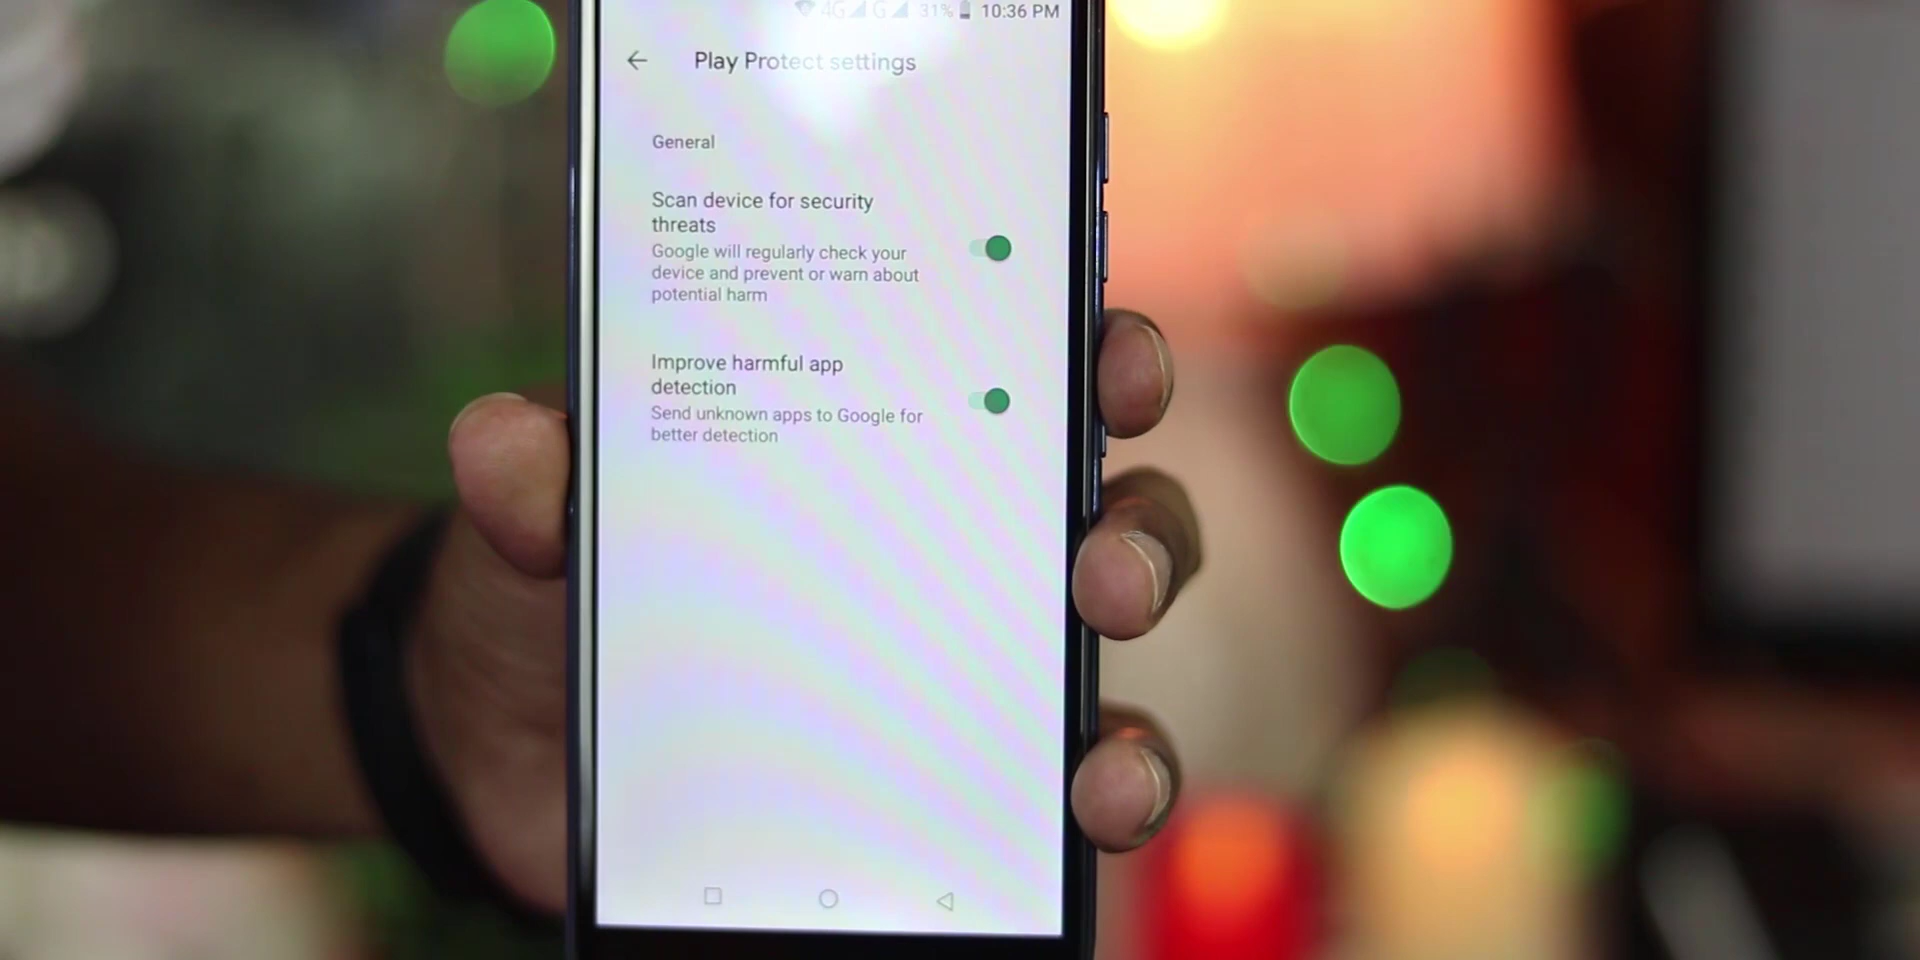 4G G 31% 10:36 PM
Play Protect settings
General
Scan device for security
threats
Google will regularly check your
device and prevent or warn about
potential harm
Improve harmful app
detection
Send unknown apps to Google for
better detection